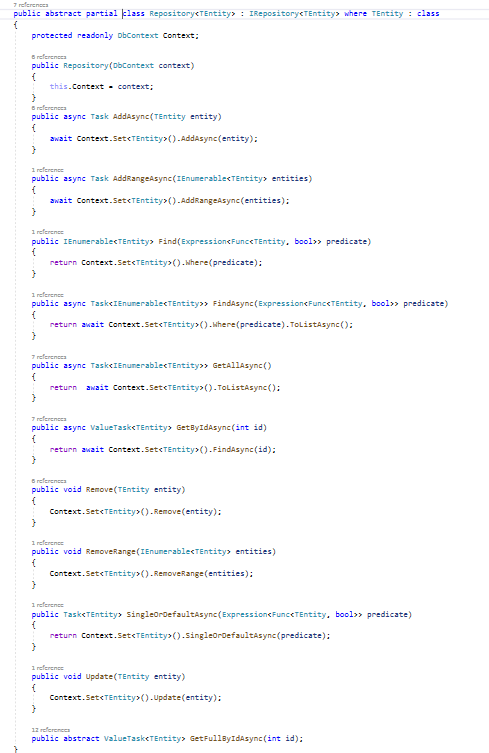 7 references
public abstract partial class Repository<TEntity> : IRepository<TEntity> where TEntity : class
{
protected readonly DbContext Context;
6 references
public Repository(DbContext context)
{
this.Context = context;
}
8 references
public async Task AddAsync(TEntity entity)
{
await Context.Set<TEntity>().AddAsync(entity);
}
1 reference
public async Task AddRangeAsync(IEnumerable<TEntity> entities)
{
await Context.Set<TEntity>().AddRangeAsync(entities);
}
1 reference
public IEnumerable<TEntity> Find(Expression<Func<TEntity, bool>> predicate)
{
return Context.Set<TEntity>().Where(predicate);
}
1 reference
public async Task<IEnumerable<TEntity>> FindAsync(Expression<Func<TEntity, bool>> predicate)
{
return await Context.Set<TEntity>().Where(predicate).ToListAsync();
}
7 references
public async Task<IEnumerable<TEntity>> GetAllAsync()
{
return  await Context.Set<TEntity>().ToListAsync();
}
7 references
public async ValueTask<TEntity> GetByIdAsync(int id)
{
return await Context.Set<TEntity>().FindAsync(id);
}
6 references
public void Remove(TEntity entity)
{
Context.Set<TEntity>().Remove(entity);
}
1 reference
public void RemoveRange(IEnumerable<TEntity> entities)
{
Context.Set<TEntity>().RemoveRange(entities);
}
1 reference
public Task<TEntity> SingleOrDefaultAsync(Expression<Func<TEntity, bool>> predicate)
{
return Context.Set<TEntity>().SingleOrDefaultAsync(predicate);
}
1 reference
public void Update(TEntity entity)
{
Context.Set<TEntity>().Update(entity);
}
12 references
public abstract ValueTask<TEntity> GetFullByIdAsync(int id);
}